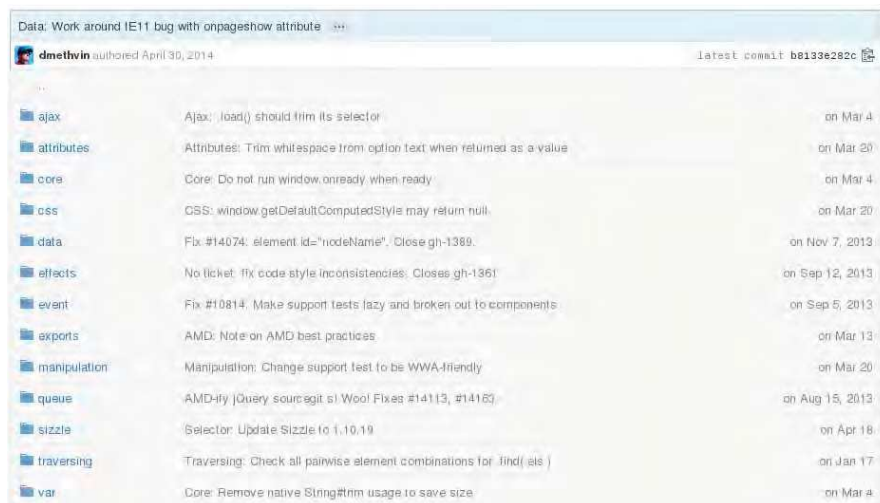 Data: Work around IE11 bug with onpageshow attribute ...
dmethvin authored April 30, 2014 latest commit b8133e282c
..
ajax Ajax: .load() should trim its selector on Mar 4
attributes Attributes: Trim whitespace from option text when returned as a value on Mar 20
core Core: Do not run window.onready when ready on Mar 4
css CSS: window.getDefaultComputedStyle may return null on Mar 20
data Fix #14074: element id="nodeName". Close gh-1389. on Nov 7, 2013
effects No ticket: fix code style inconsistencies. Closes gh-1361 on Sep 12, 2013
event Fix #10814. Make support tests lazy and broken out to components on Sep 5, 2013
exports AMD: Note on AMD best practices on Mar 13
manipulation Manipulation: Change support test to be WWA-friendly on Mar 20
queue AMD-ify jQuery sourcegit s! Woo! Fixes #14113, #14163. on Aug 15, 2013
sizzle Selector: Update Sizzle to 1.10.19 on Apr 18
traversing Traversing: Check all pairwise element combinations for .find( els ) on Jan 17
var Core: Remove native String#trim usage to save size on Mar 4